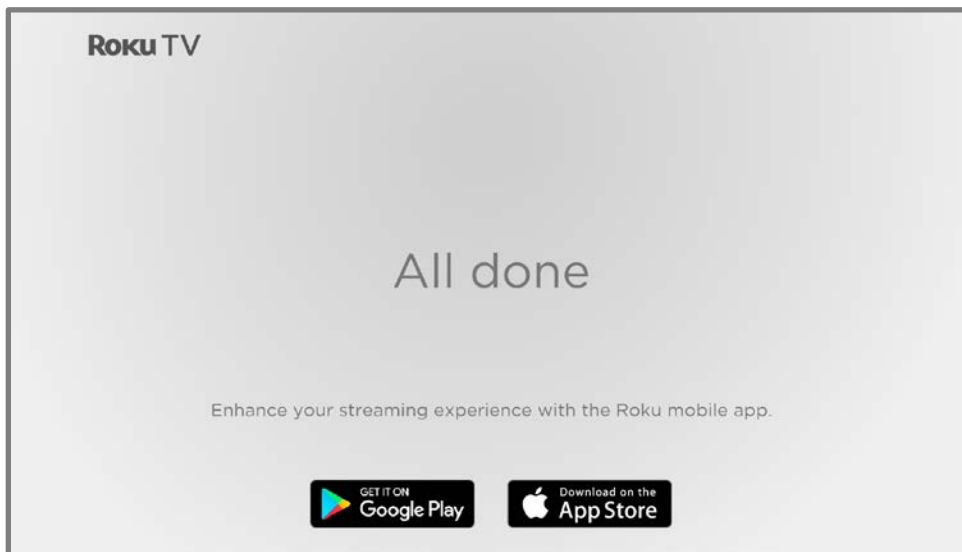 Roku TV
All done
Enhance your streaming experience with the Roku mobile app.
GET IT ON
Google Play
Download on the
App Store